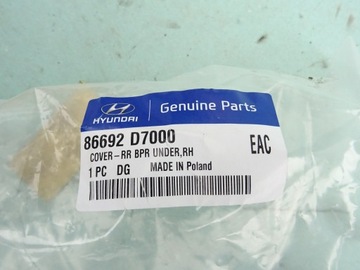 HYUNDAI
Genuine Parts
86692 D7000
COVER-RR BPR UNDER,RH
1 PC DG MADE IN Poland
EAC